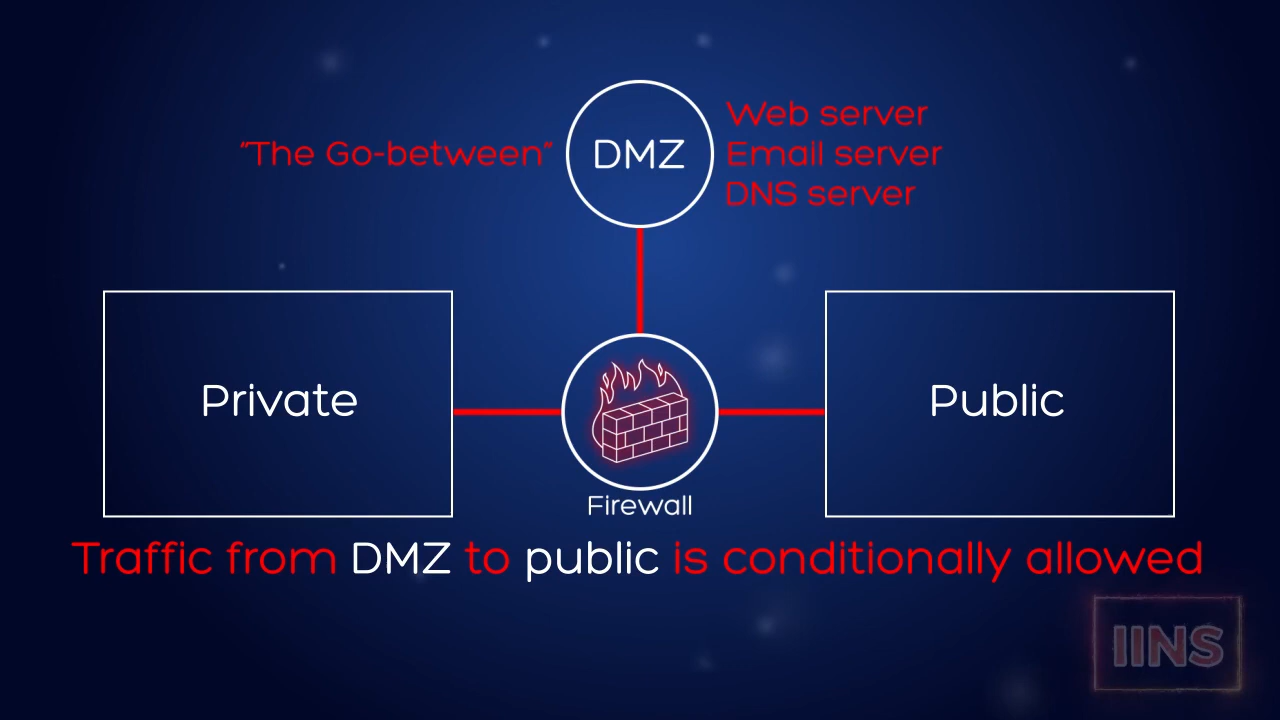 "The Go-between"
DMZ
Web server
Email server
DNS server
Private
Public
Firewall
Traffic from DMZ to public is conditionally allowed
IINS